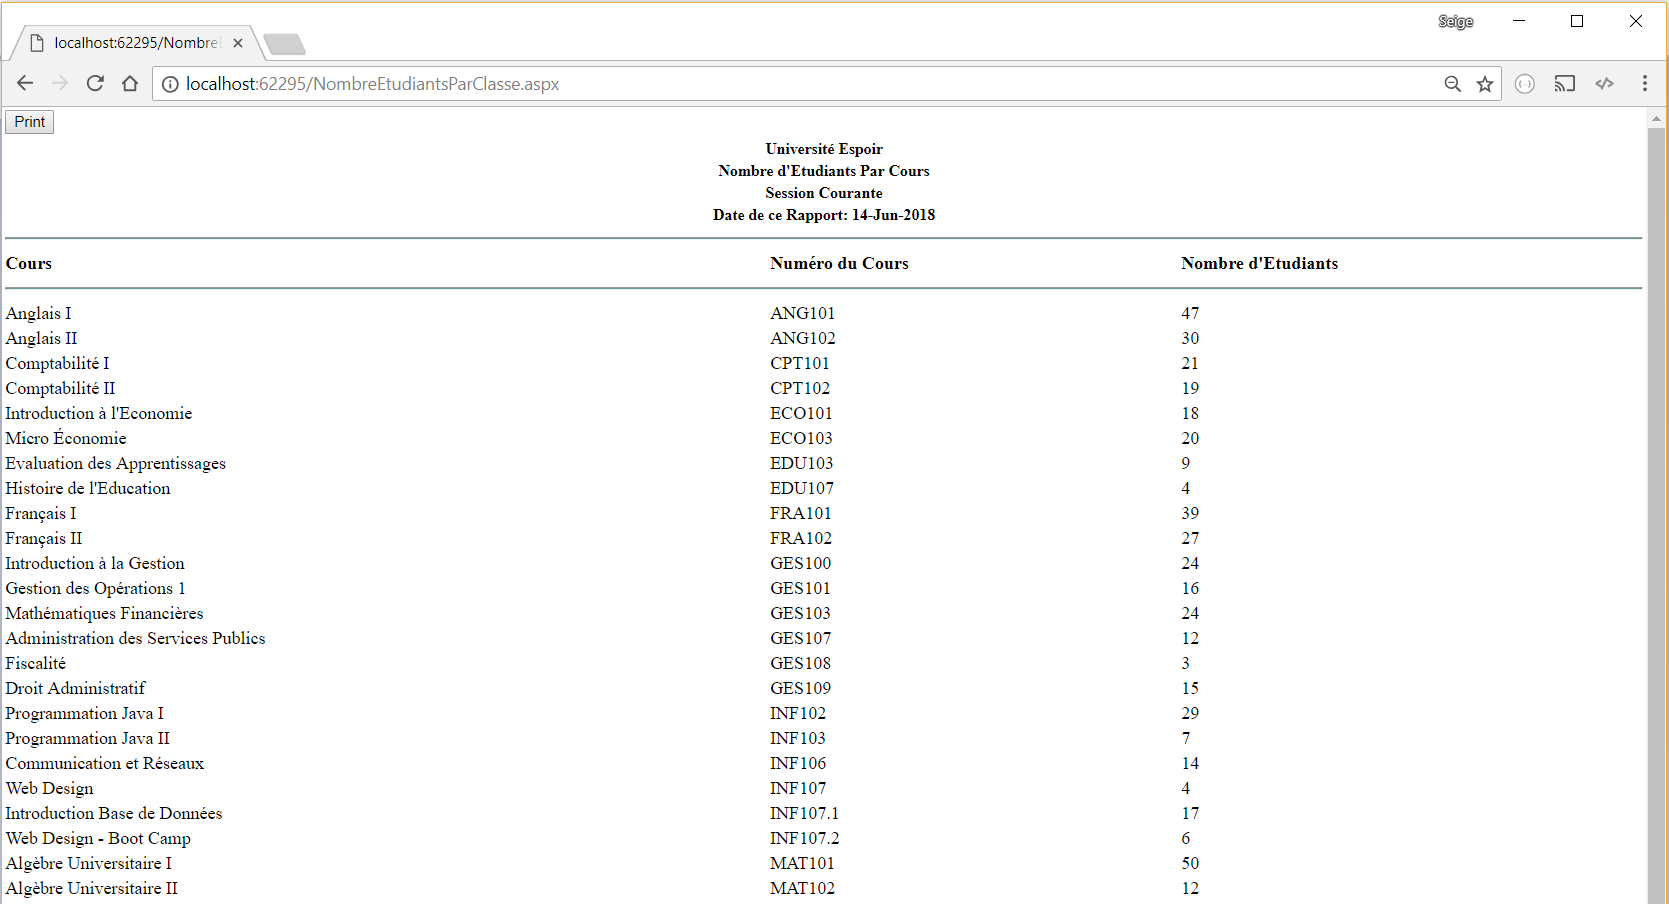 Seige
localhost:62295/Nombre
localhost:62295/NombreEtudiantsParClasse.aspx
Print
Université Espoir
Nombre d'Etudiants Par Cours
Session Courante
Date de ce Rapport: 14-Jun-2018
Cours Numéro du Cours Nombre d'Etudiants
Anglais I ANG101 47
Anglais II ANG102 30
Comptabilité I CPT101 21
Comptabilité II CPT102 19
Introduction à l'Economie ECO101 18
Micro Économie ECO103 20
Evaluation des Apprentissages EDU103 9
Histoire de l'Education EDU107 4
Français I FRA101 39
Français II FRA102 27
Introduction à la Gestion GES100 24
Gestion des Opérations 1 GES101 16
Mathématiques Financières GES103 24
Administration des Services Publics GES107 12
Fiscalité GES108 3
Droit Administratif GES109 15
Programmation Java I INF102 29
Programmation Java II INF103 7
Communication et Réseaux INF106 14
Web Design INF107 4
Introduction Base de Données INF107.1 17
Web Design - Boot Camp INF107.2 6
Algèbre Universitaire I MAT101 50
Algèbre Universitaire II MAT102 12